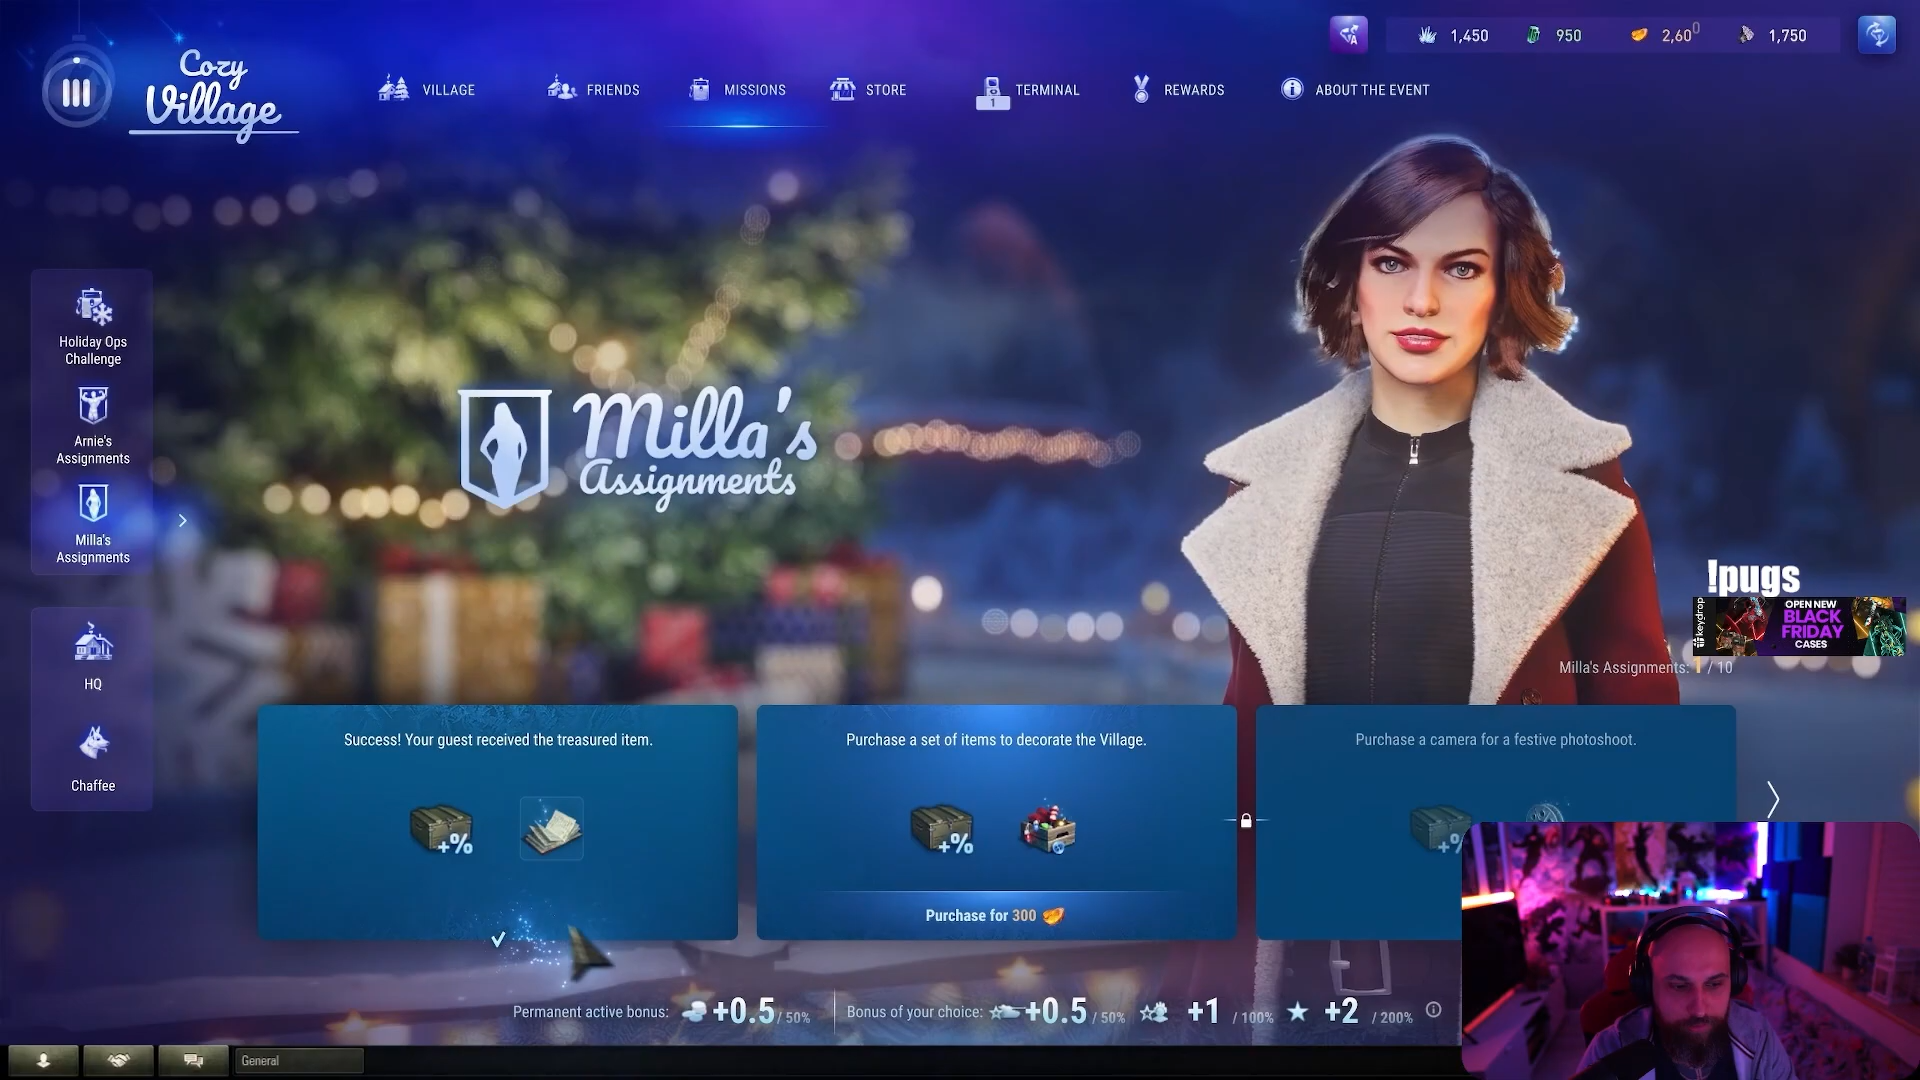 Cozy
Village
VILLAGE
FRIENDS
MISSIONS
STORE
1
TERMINAL
REWARDS
ABOUT THE EVENT
A
1,450
950
2,600
1,750
Holiday Ops
Challenge
Arnie's
Assignments
Milla's
Assignments
HQ
Chaffee
Milla's
Assignments
!pugs
keydrop
OPEN NEW
BLACK
FRIDAY
CASES
Milla's Assignments: 1 / 10
Success! Your guest received the treasured item.
+%
Purchase a set of items to decorate the Village.
+%
Purchase for 300
Purchase a camera for a festive photoshoot.
+%
Permanent active bonus: +0.5 / 50%
Bonus of your choice: +0.5 / 50% +1 / 100% +2 / 200%
General